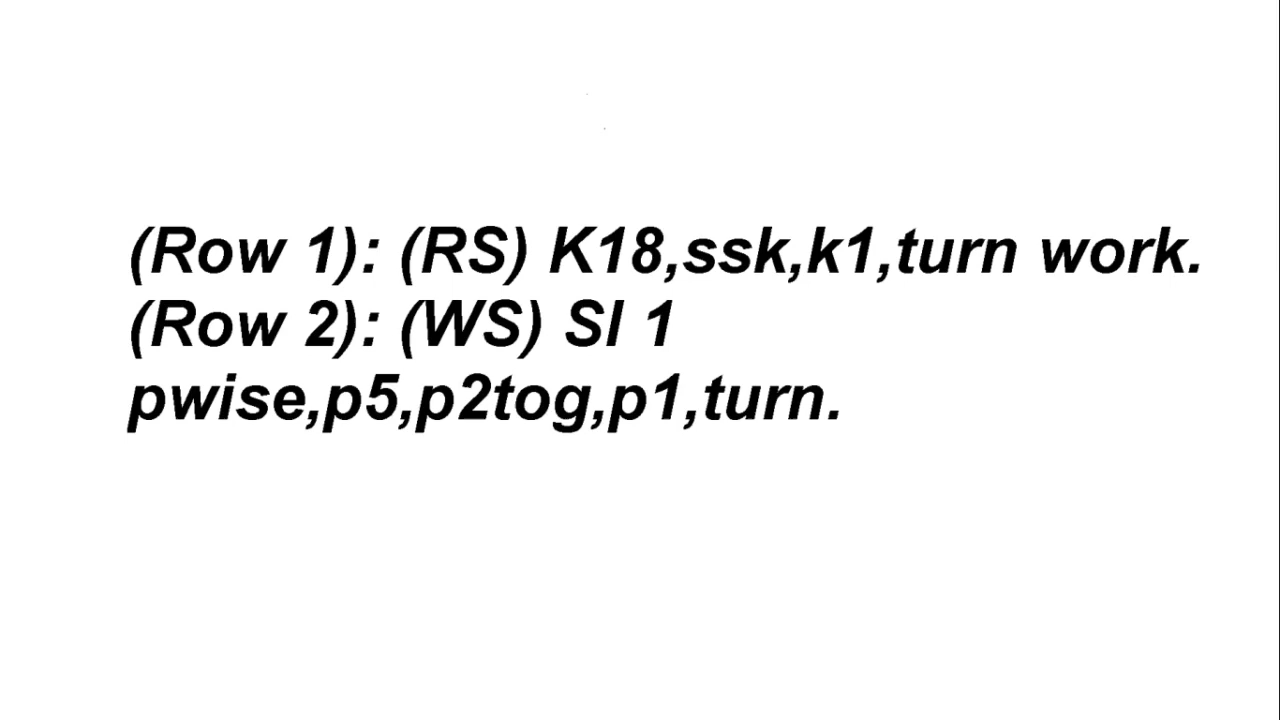 (Row 1): (RS) K18,ssk,k1,turn work.
(Row 2): (WS) Sl 1
pwise,p5,p2tog,p1,turn.